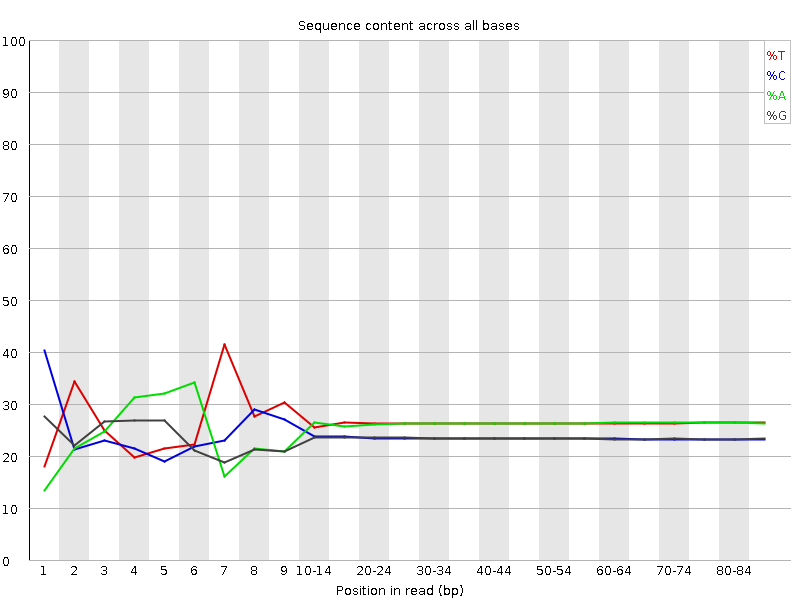 Sequence content across all bases
100
90
80
70
60
50
40
30
20
10
0
%T
%C
%A
%G
1 2 3 4 5 6 7 8 9 10-14 20-24 30-34 40-44 50-54 60-64 70-74 80-84
Position in read (bp)